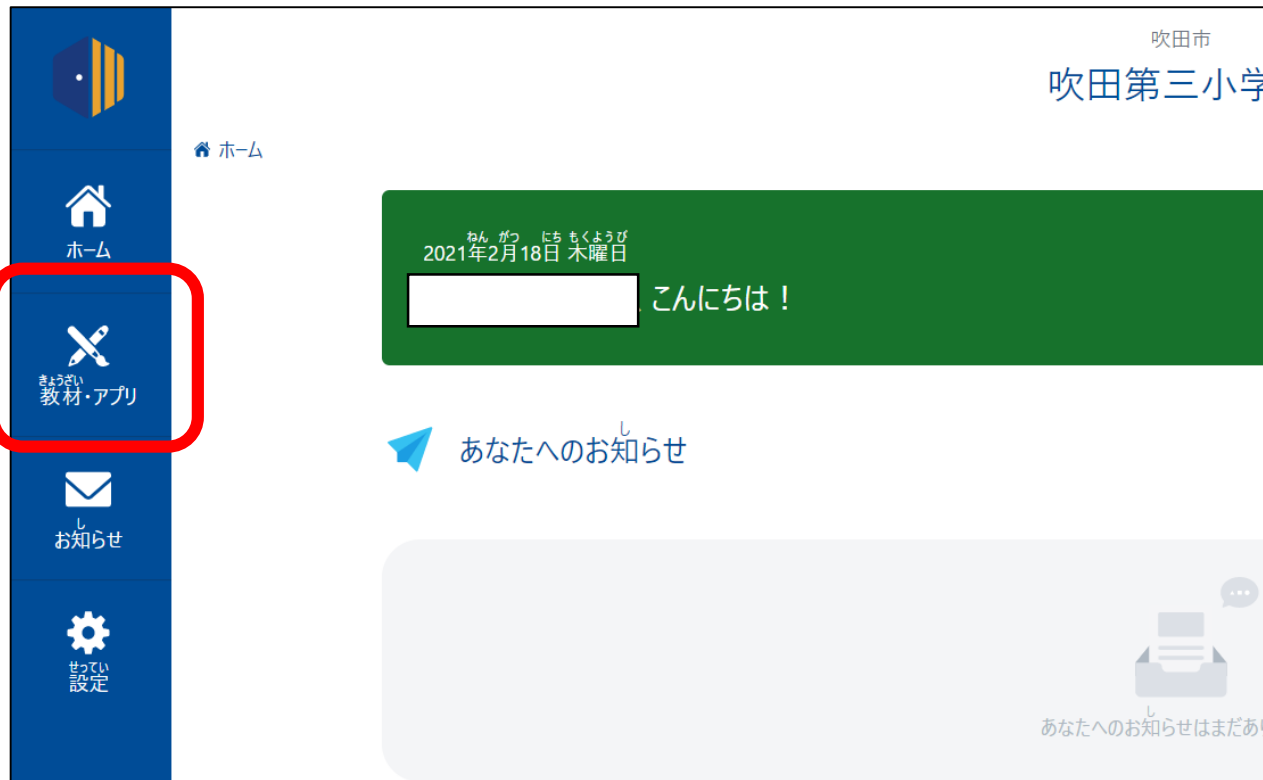 吹田市
吹田第三小学
ホーム
ホーム
ねん がつ にち もくようび
2021年2月18日 木曜日
こんにちは！
きょうざい
教材・アプリ
し
あなたへのお知らせ
し
お知らせ
せってい
設定
し
あなたへのお知らせはまだあ